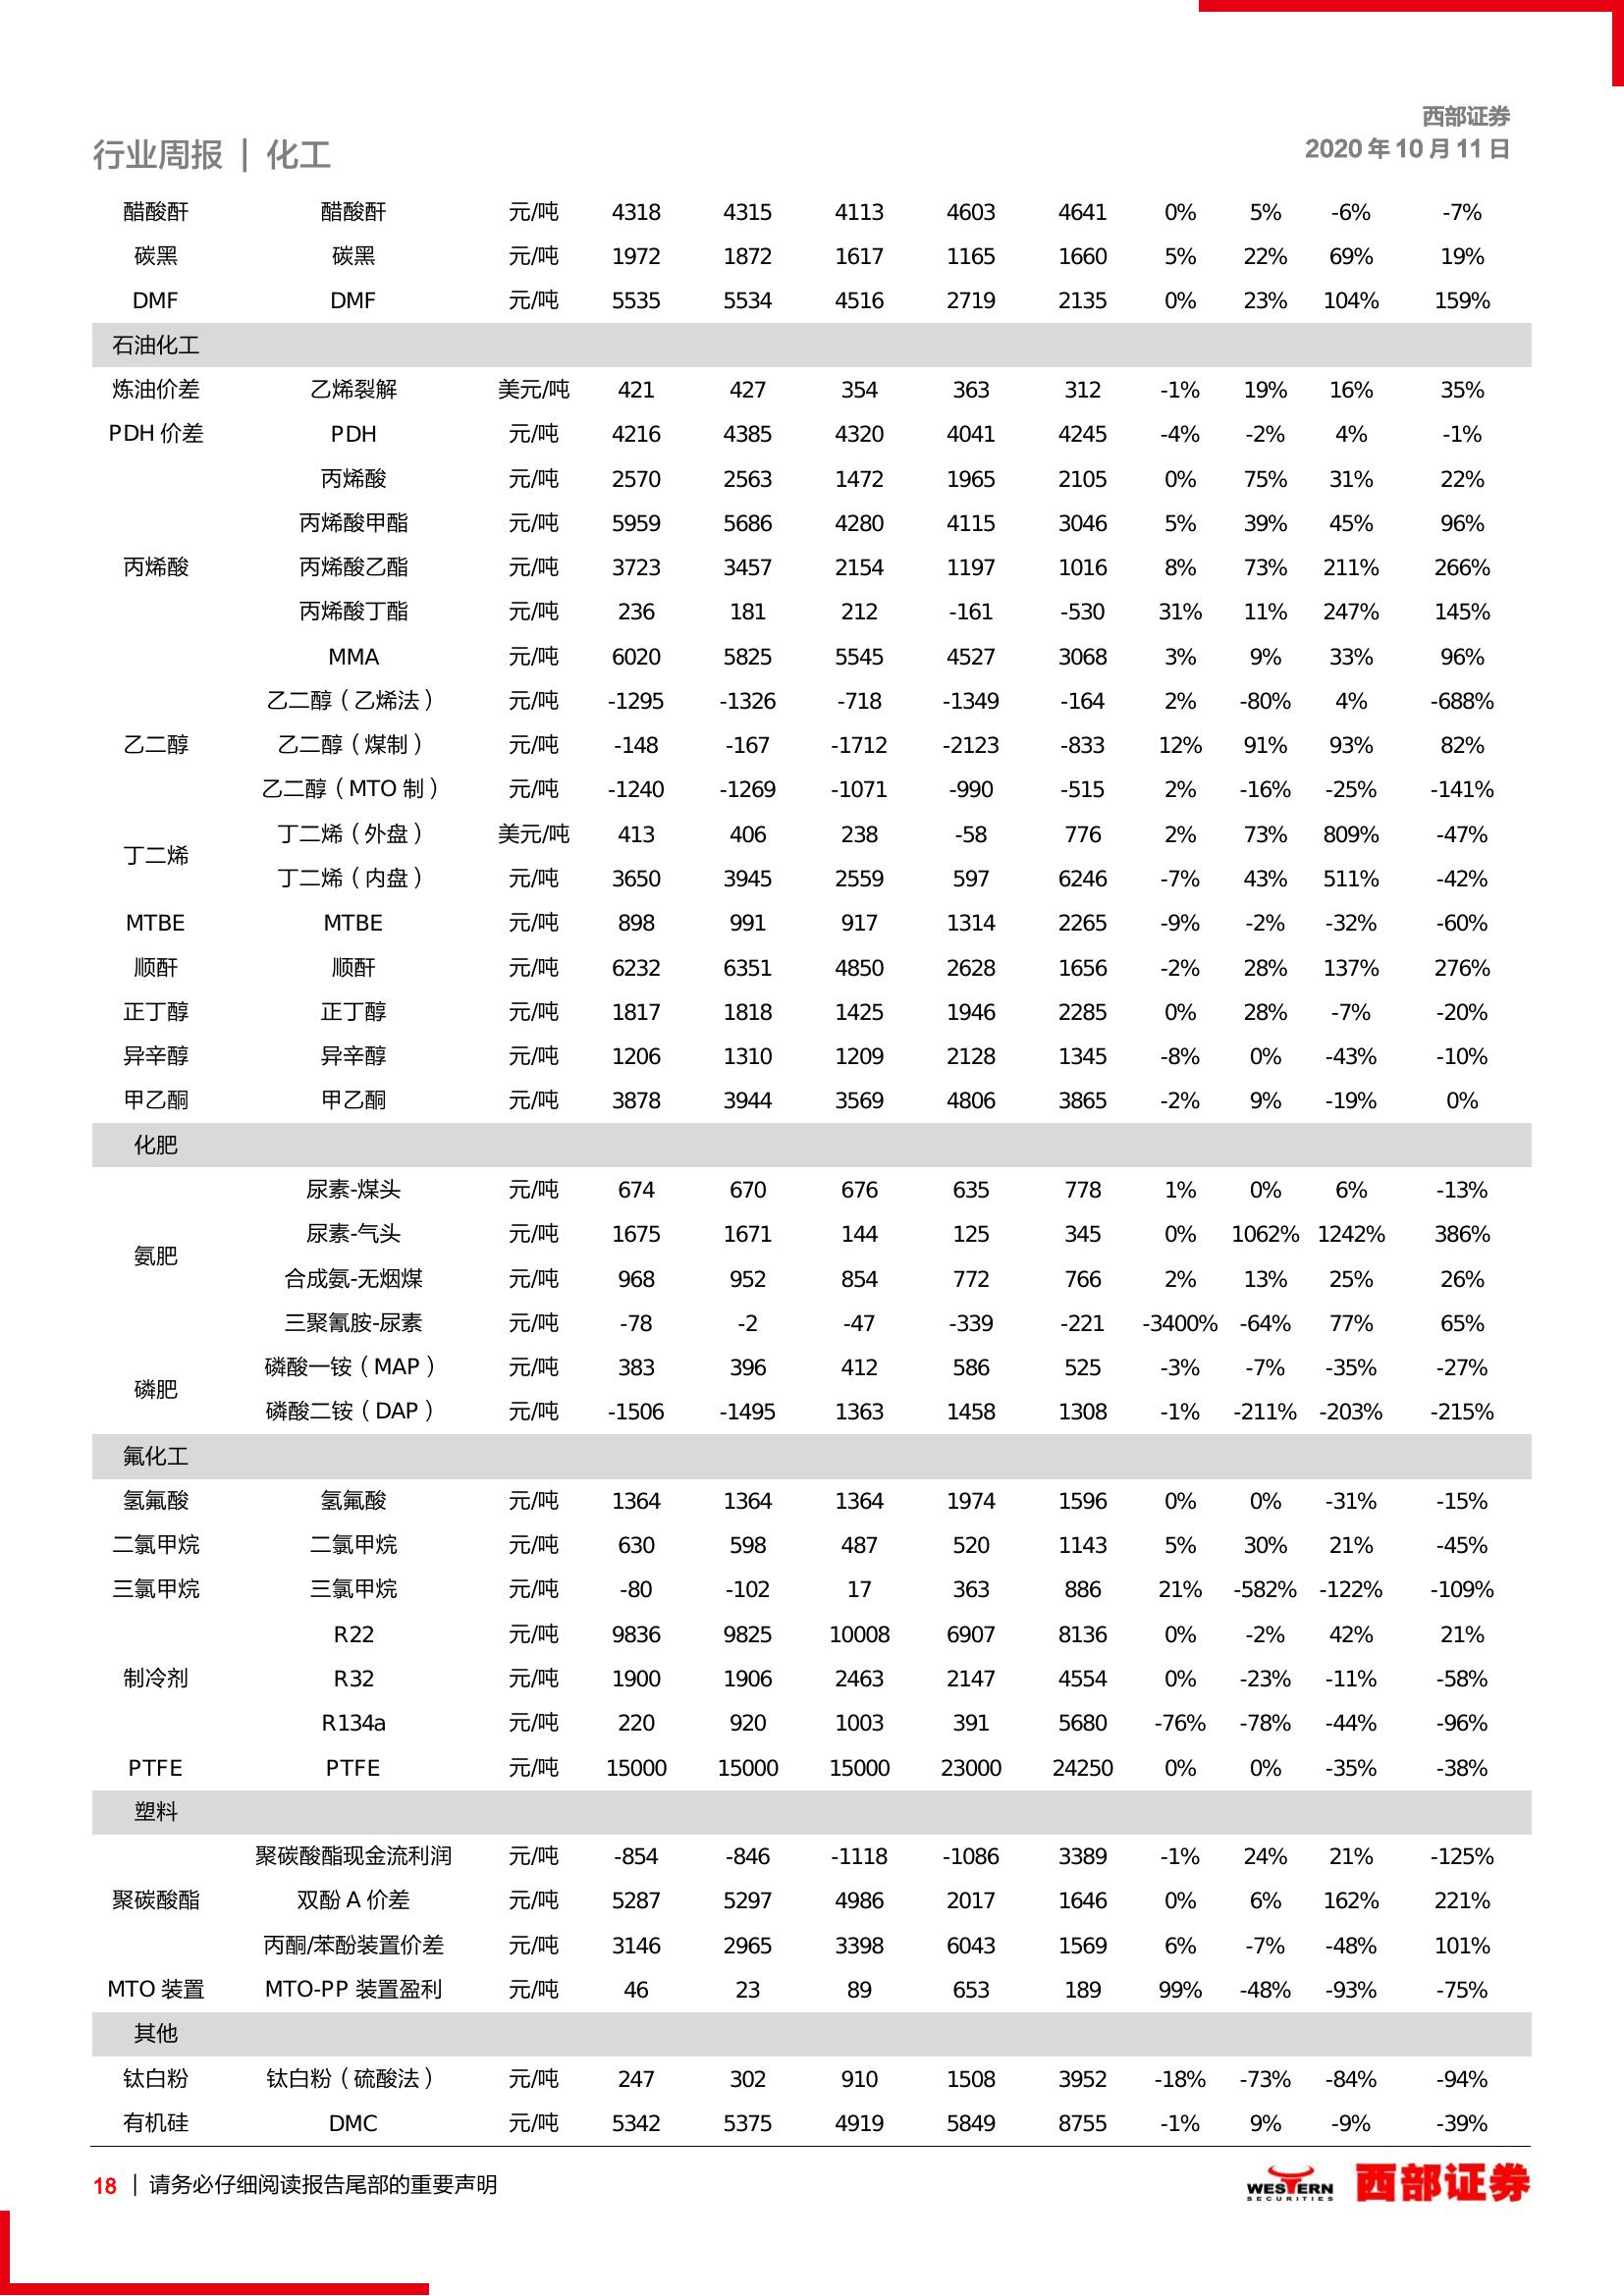 西部证券
行业周报 | 化工
2020 年 10 月 11 日
醋酸酐 醋酸酐 元/吨 4318 4315 4113 4603 4641 0% 5% -6% -7%
碳黑 碳黑 元/吨 1972 1872 1617 1165 1660 5% 22% 69% 19%
DMF DMF 元/吨 5535 5534 4516 2719 2135 0% 23% 104% 159%
石油化工
炼油价差 乙烯裂解 美元/吨 421 427 354 363 312 -1% 19% 16% 35%
PDH 价差 PDH 元/吨 4216 4385 4320 4041 4245 -4% -2% 4% -1%
丙烯酸 元/吨 2570 2563 1472 1965 2105 0% 75% 31% 22%
丙烯酸甲酯 元/吨 5959 5686 4280 4115 3046 5% 39% 45% 96%
丙烯酸 丙烯酸乙酯 元/吨 3723 3457 2154 1197 1016 8% 73% 211% 266%
丙烯酸丁酯 元/吨 236 181 212 -161 -530 31% 11% 247% 145%
MMA 元/吨 6020 5825 5545 4527 3068 3% 9% 33% 96%
乙二醇（乙烯法） 元/吨 -1295 -1326 -718 -1349 -164 2% -80% 4% -688%
乙二醇 乙二醇（煤制） 元/吨 -148 -167 -1712 -2123 -833 12% 91% 93% 82%
乙二醇（MTO 制） 元/吨 -1240 -1269 -1071 -990 -515 2% -16% -25% -141%
丁二烯（外盘） 美元/吨 413 406 238 -58 776 2% 73% 809% -47%
丁二烯
丁二烯（内盘） 元/吨 3650 3945 2559 597 6246 -7% 43% 511% -42%
MTBE MTBE 元/吨 898 991 917 1314 2265 -9% -2% -32% -60%
顺酐 顺酐 元/吨 6232 6351 4850 2628 1656 -2% 28% 137% 276%
正丁醇 正丁醇 元/吨 1817 1818 1425 1946 2285 0% 28% -7% -20%
异辛醇 异辛醇 元/吨 1206 1310 1209 2128 1345 -8% 0% -43% -10%
甲乙酮 甲乙酮 元/吨 3878 3944 3569 4806 3865 -2% 9% -19% 0%
化肥
尿素-煤头 元/吨 674 670 676 635 778 1% 0% 6% -13%
尿素-气头 元/吨 1675 1671 144 125 345 0% 1062% 1242% 386%
氨肥
合成氨-无烟煤 元/吨 968 952 854 772 766 2% 13% 25% 26%
三聚氰胺-尿素 元/吨 -78 -2 -47 -339 -221 -3400% -64% 77% 65%
磷酸一铵（MAP） 元/吨 383 396 412 586 525 -3% -7% -35% -27%
磷肥
磷酸二铵（DAP） 元/吨 -1506 -1495 1363 1458 1308 -1% -211% -203% -215%
氟化工
氢氟酸 氢氟酸 元/吨 1364 1364 1364 1974 1596 0% 0% -31% -15%
二氯甲烷 二氯甲烷 元/吨 630 598 487 520 1143 5% 30% 21% -45%
三氯甲烷 三氯甲烷 元/吨 -80 -102 17 363 886 21% -582% -122% -109%
R22 元/吨 9836 9825 10008 6907 8136 0% -2% 42% 21%
制冷剂 R32 元/吨 1900 1906 2463 2147 4554 0% -23% -11% -58%
R134a 元/吨 220 920 1003 391 5680 -76% -78% -44% -96%
PTFE PTFE 元/吨 15000 15000 15000 23000 24250 0% 0% -35% -38%
塑料
聚碳酸酯现金流利润 元/吨 -854 -846 -1118 -1086 3389 -1% 24% 21% -125%
聚碳酸酯 双酚 A 价差 元/吨 5287 5297 4986 2017 1646 0% 6% 162% 221%
丙酮/苯酚装置价差 元/吨 3146 2965 3398 6043 1569 6% -7% -48% 101%
MTO 装置 MTO-PP 装置盈利 元/吨 46 23 89 653 189 99% -48% -93% -75%
其他
钛白粉 钛白粉（硫酸法） 元/吨 247 302 910 1508 3952 -18% -73% -84% -94%
有机硅 DMC 元/吨 5342 5375 4919 5849 8755 -1% 9% -9% -39%
18 | 请务必仔细阅读报告尾部的重要声明
WESTERN
SECURITIES
西部证券